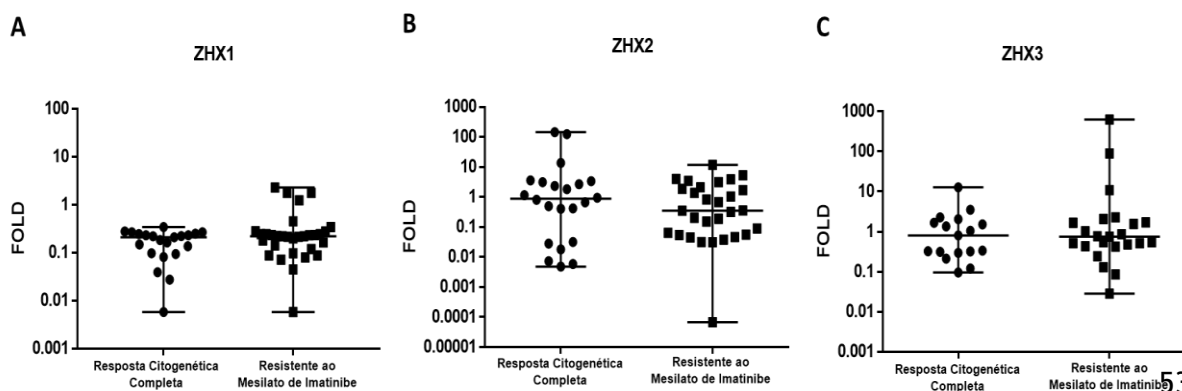 A
ZHX1
FOLD
100
10
1
0.1
0.01
0.001
Resposta Citogenética
Completa
Resistente ao
Mesilato de Imatinibe
B
ZHX2
FOLD
1000
100
10
1
0.1
0.01
0.001
0.0001
0.00001
Resposta Citogenética
Completa
Resistente ao
Mesilato de Imatinibe
C
ZHX3
FOLD
1000
100
10
1
0.1
0.01
0.001
Resposta Citogenética
Completa
Resistente ao
Mesilato de Imatinibe